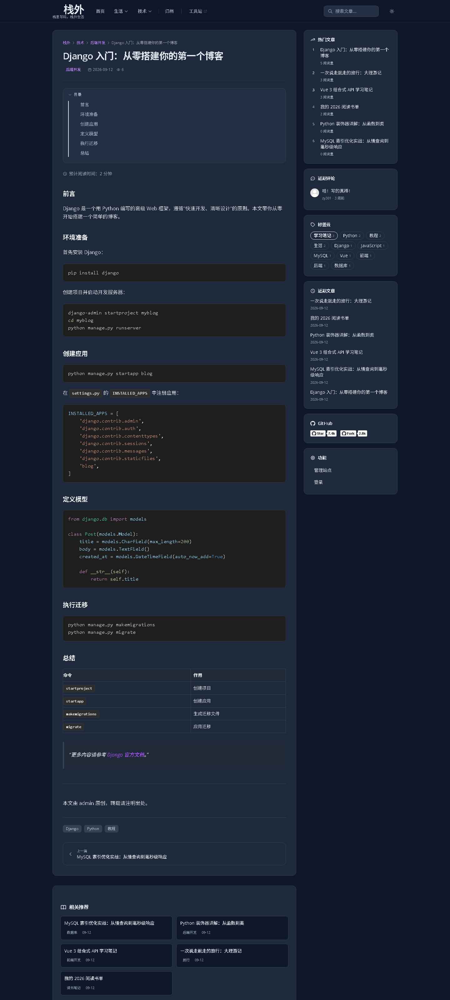 栈外
栈里写码，栈外生活
首页 生活 技术 归档 工具站
搜索文章...
栈外 > 技术 > 后端开发 > Django 入门：从零搭建你的第一个博客
Django 入门：从零搭建你的第一个博客
后端开发 2026-09-12 6
目录
前言
环境准备
创建应用
定义模型
执行迁移
总结
预计阅读时间：2 分钟
前言
Django 是一个用 Python 编写的高级 Web 框架，遵循"快速开发、清晰设计"的原则。本文带你从零
开始搭建一个简单的博客。
环境准备
首先安装 Django：
pip install django
创建项目并启动开发服务器：
django-admin startproject myblog
cd myblog
python manage.py runserver
创建应用
python manage.py startapp blog
在 settings.py 的 INSTALLED_APPS 中注册应用：
INSTALLED_APPS = [
    'django.contrib.admin',
    'django.contrib.auth',
    'django.contrib.contenttypes',
    'django.contrib.sessions',
    'django.contrib.messages',
    'django.contrib.staticfiles',
    'blog',
]
定义模型
from django.db import models
class Post(models.Model):
    title = models.CharField(max_length=200)
    body = models.TextField()
    created_at = models.DateTimeField(auto_now_add=True)
    def __str__(self):
        return self.title
执行迁移
python manage.py makemigrations
python manage.py migrate
总结
命令 作用
startproject 创建项目
startapp 创建应用
makemigrations 生成迁移文件
migrate 应用迁移
“更多内容请参考 Django 官方文档。”
本文由 admin 原创，转载请注明出处。
Django Python 教程
上一篇
MySQL 索引优化实战：从慢查询到毫秒级响应
相关推荐
MySQL 索引优化实战：从慢查询到毫秒级响应
数据库 09-12
Python 装饰器详解：从函数到类
后端开发 09-12
Vue 3 组合式 API 学习笔记
前端开发 09-12
一次说走就走的旅行：大理游记
旅行 09-12
我的 2026 阅读书单
读书笔记 09-12
热门文章
1 Django 入门：从零搭建你的第一个
博客
5 阅读量
2 一次说走就走的旅行：大理游记
3 阅读量
3 Vue 3 组合式 API 学习笔记
3 阅读量
4 我的 2026 阅读书单
2 阅读量
5 Python 装饰器详解：从函数到类
0 阅读量
6 MySQL 索引优化实战：从慢查询到
毫秒级响应
0 阅读量
近期评论
哇！写的真棒！
zy301 · 3 周前
标签云
学习笔记 3 Python 2 教程 2
生活 2 Django 1 JavaScript 1
MySQL 1 Vue 1 前端 1
后端 1 数据库 1
近期文章
一次说走就走的旅行：大理游记
2026-09-12
我的 2026 阅读书单
2026-09-12
Python 装饰器详解：从函数到类
2026-09-12
Vue 3 组合式 API 学习笔记
2026-09-12
MySQL 索引优化实战：从慢查询到毫秒
级响应
2026-09-12
Django 入门：从零搭建你的第一个博客
2026-09-12
GitHub
Star 7.4k Fork 2.8k
功能
管理站点
登录